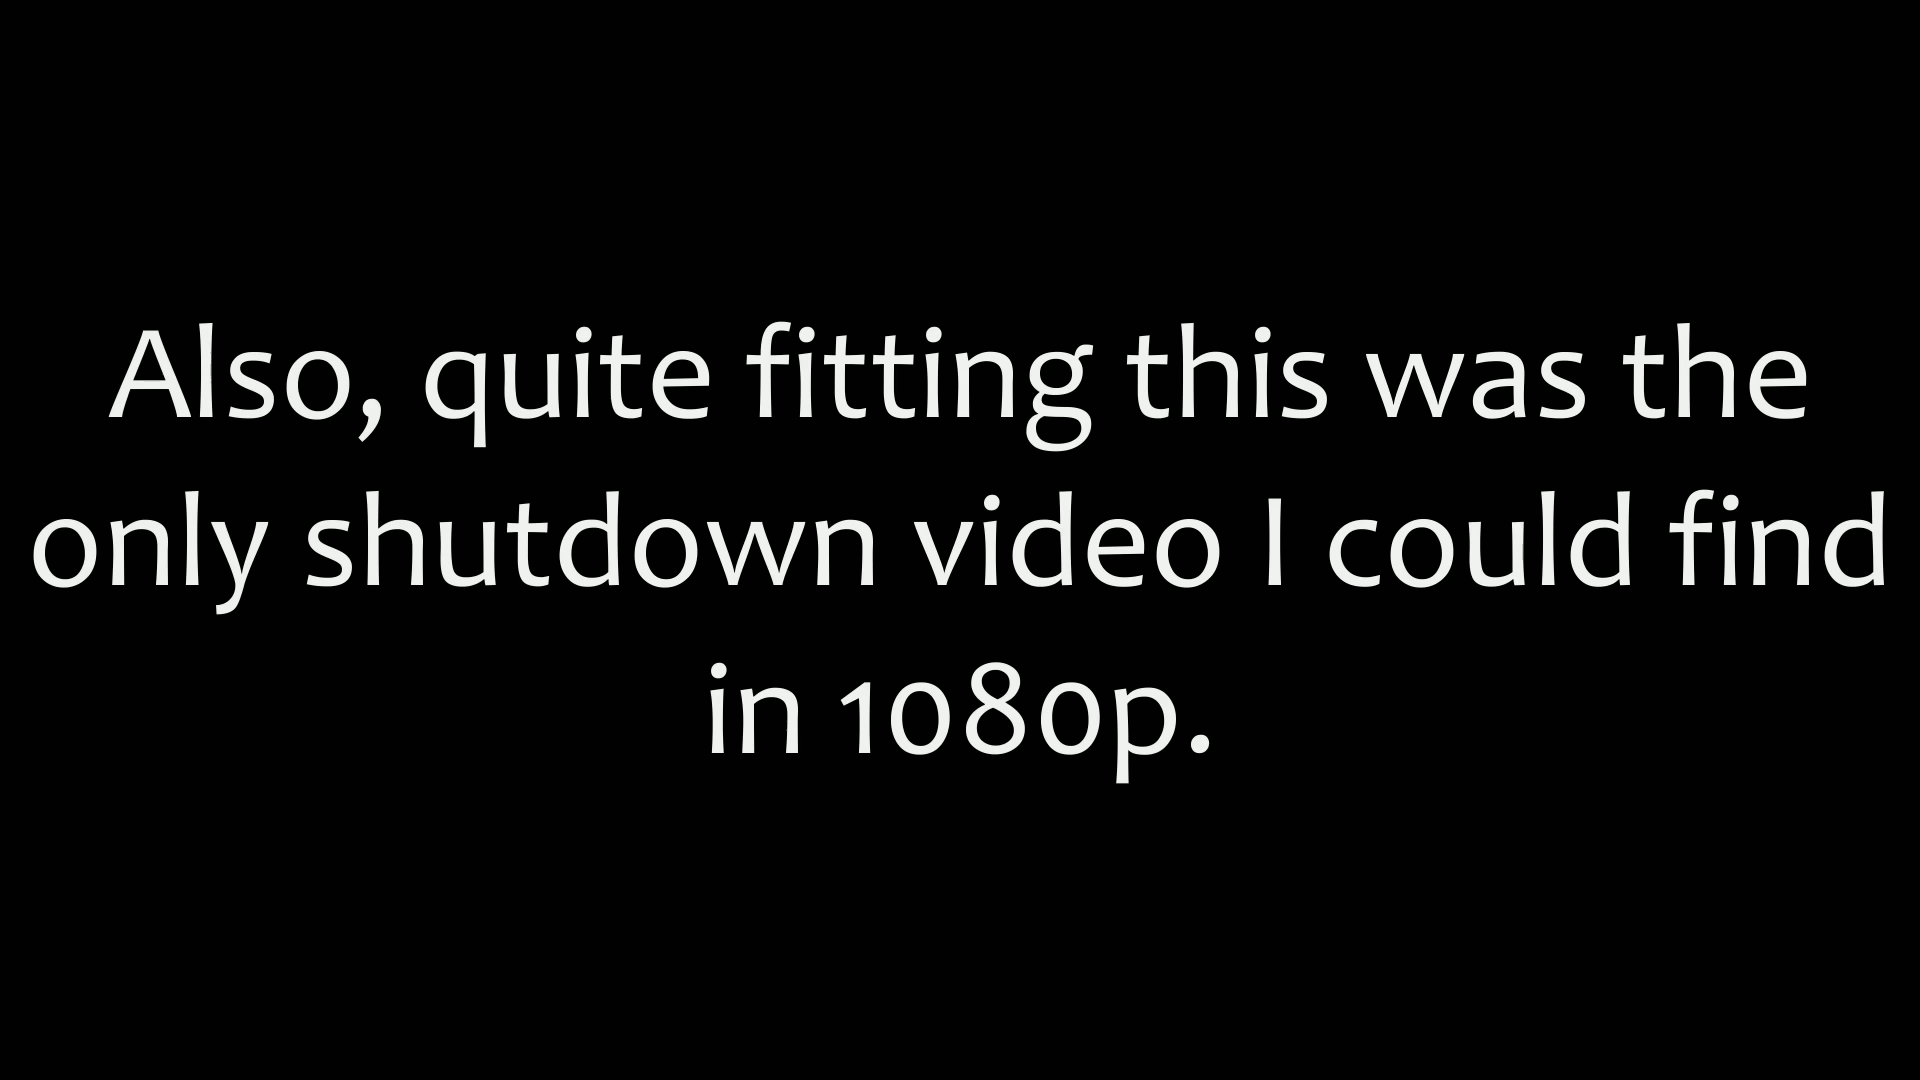 Also, quite fitting this was the
only shutdown video I could find
in 1080p.